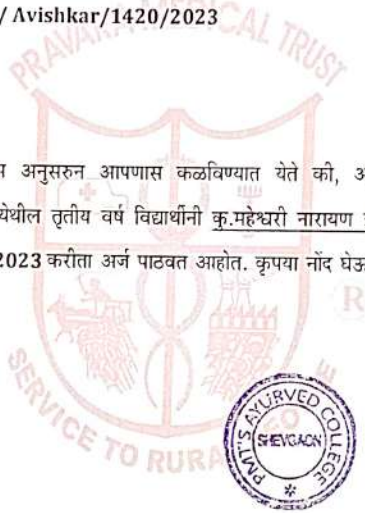 / Avishkar/1420/2023
PRAVARA MEDICAL TRUST
अनुसरुन आपणास कळविण्यात येते की,
येथील तृतीय वर्ष विद्यार्थीनी कु.महेश्वरी नारायण
2023 करीता अर्ज पाठवत आहोत. कृपया नोंद घेऊ
SERVICE TO RURA
PMT'S AYURVED COLLEGE
SHEVGAON